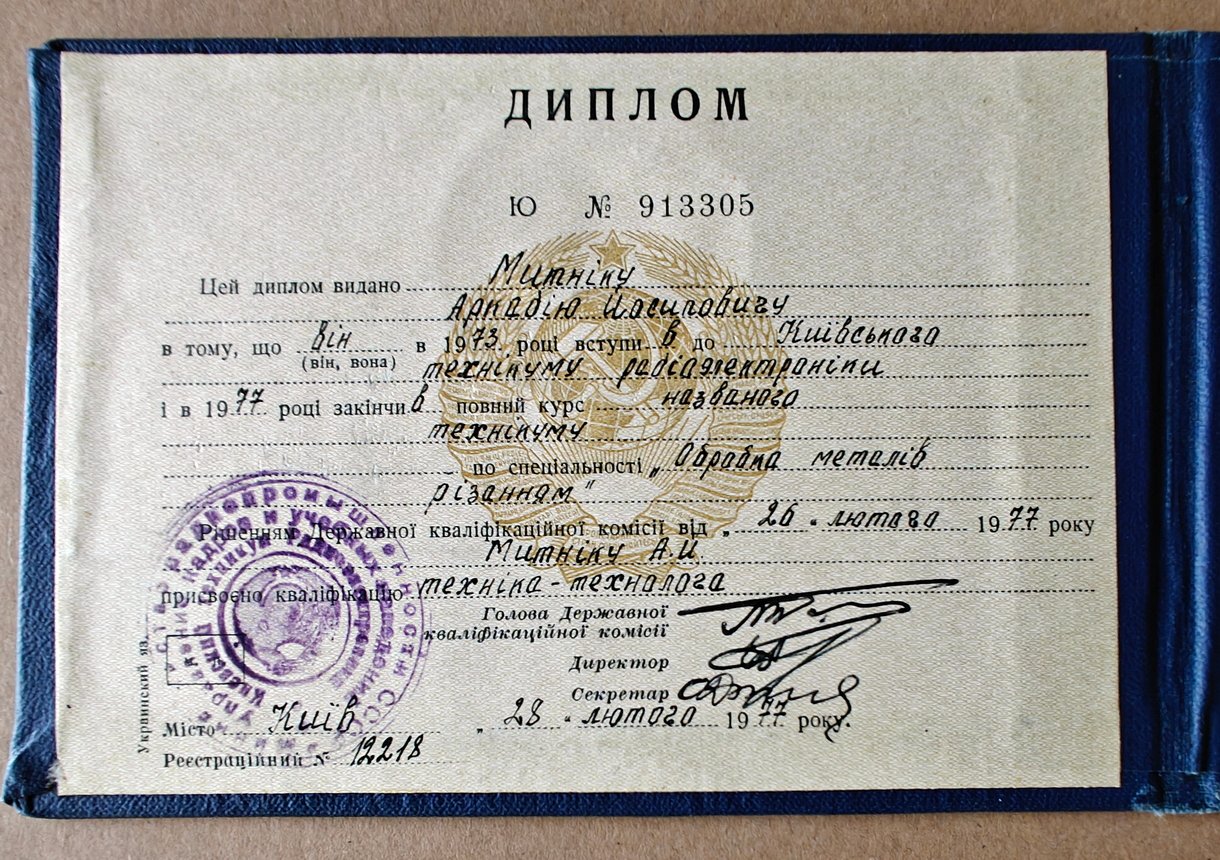 ДИПЛОМ
Ю № 913305
Цей диплом видано Митніку
Аркадію Йосиповичу
в тому, що він в 1973 році вступив до Київського
(він, вона)
технікуму радіоелектроніки
і в 1977 році закінчив повний курс названого
технікуму
по спеціальності „Обробка металів
різанням"
Рішенням Державної кваліфікаційної комісії від „26" лютого 1977 року
Митніку А.И.
присвоєно кваліфікацію техніка-технолога
Голова Державної
кваліфікаційної комісії
Директор
Секретар
Місто Київ „28" лютого 1977 року.
Реєстраційний № 12218
Украинский яз.